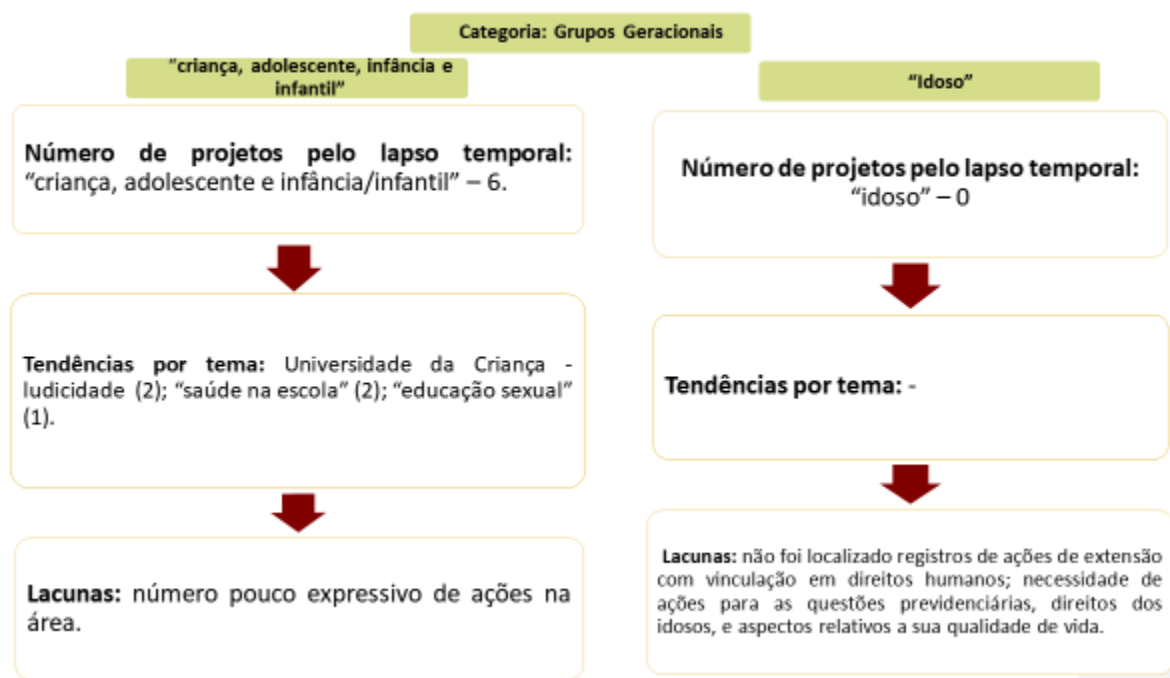 Categoria: Grupos Geracionais
"criança, adolescente, infância e
infantil"
Número de projetos pelo lapso temporal:
"criança, adolescente e infância/infantil" – 6.
Tendências por tema: Universidade da Criança -
ludicidade (2); "saúde na escola" (2); "educação sexual"
(1).
Lacunas: número pouco expressivo de ações na
área.
"Idoso"
Número de projetos pelo lapso temporal:
"idoso" – 0
Tendências por tema: -
Lacunas: não foi localizado registros de ações de extensão
com vinculação em direitos humanos; necessidade de
ações para as questões previdenciárias, direitos dos
idosos, e aspectos relativos a sua qualidade de vida.